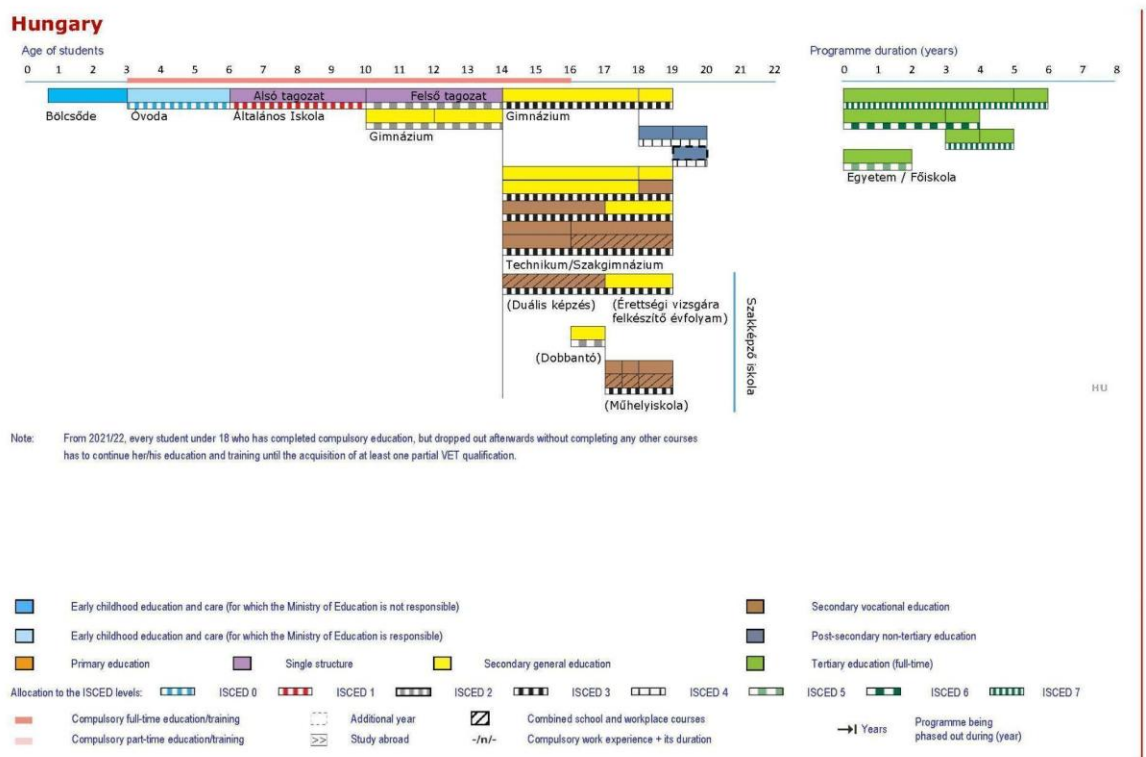 Hungary
Age of students
Programme duration (years)
0 1 2 3 4 5 6 7 8 9 10 11 12 13 14 15 16 17 18 19 20 21 22
0 1 2 3 4 5 6 7 8
Alsó tagozat
Felső tagozat
Bölcsőde
Óvoda
Általános Iskola
Gimnázium
Gimnázium
Egyetem / Főiskola
Technikum/Szakgimnázium
(Duális képzés)
(Érettségi vizsgára
felkészítő évfolyam)
(Dobbantó)
(Műhelyiskola)
Szakképző iskola
HU
Note: From 2021/22, every student under 18 who has completed compulsory education, but dropped out afterwards without completing any other courses
has to continue her/his education and training until the acquisition of at least one partial VET qualification.
Early childhood education and care (for which the Ministry of Education is not responsible)
Secondary vocational education
Early childhood education and care (for which the Ministry of Education is responsible)
Post-secondary non-tertiary education
Primary education
Single structure
Secondary general education
Tertiary education (full-time)
Allocation to the ISCED levels: ISCED 0 ISCED 1 ISCED 2 ISCED 3 ISCED 4 ISCED 5 ISCED 6 ISCED 7
Compulsory full-time education/training
Additional year
Combined school and workplace courses
Years
Programme being
phased out during (year)
Compulsory part-time education/training
>> Study abroad
-/n/- Compulsory work experience + its duration